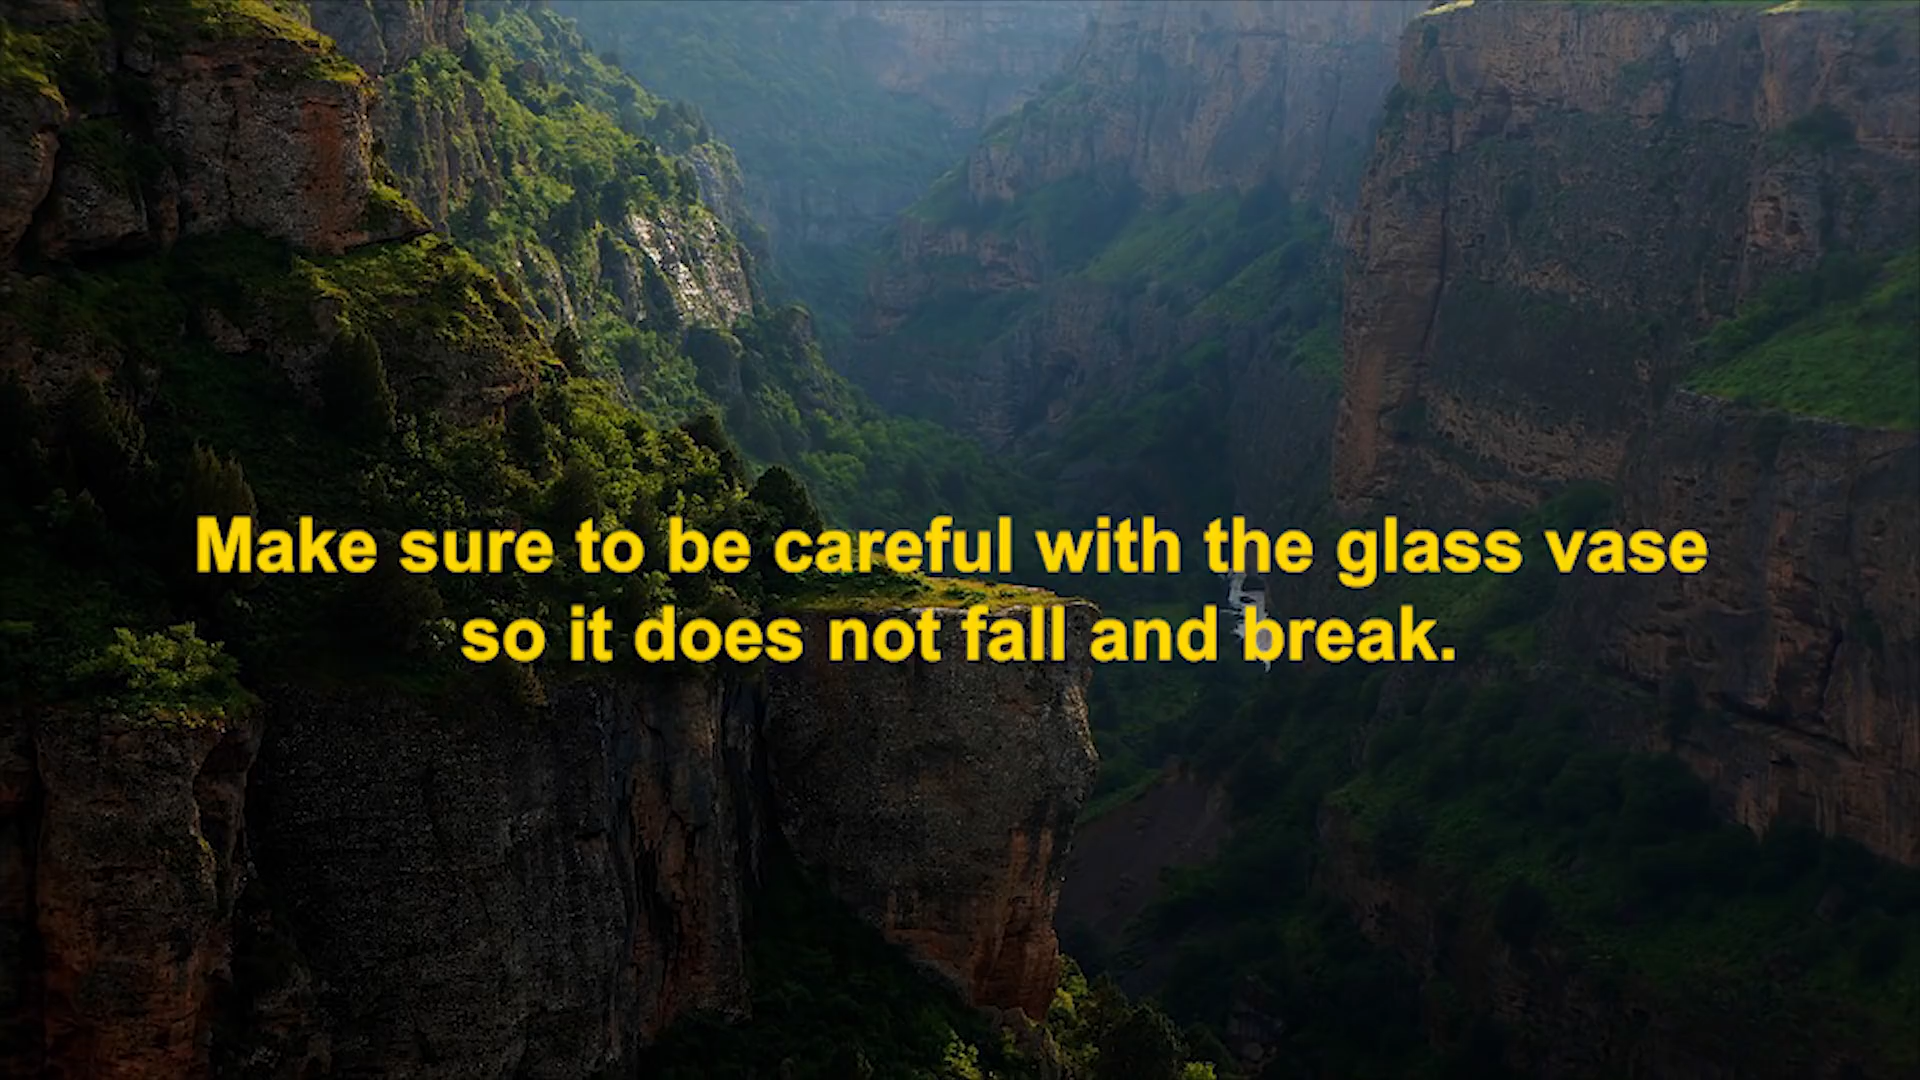 Make sure to be careful with the glass vase
so it does not fall and break.